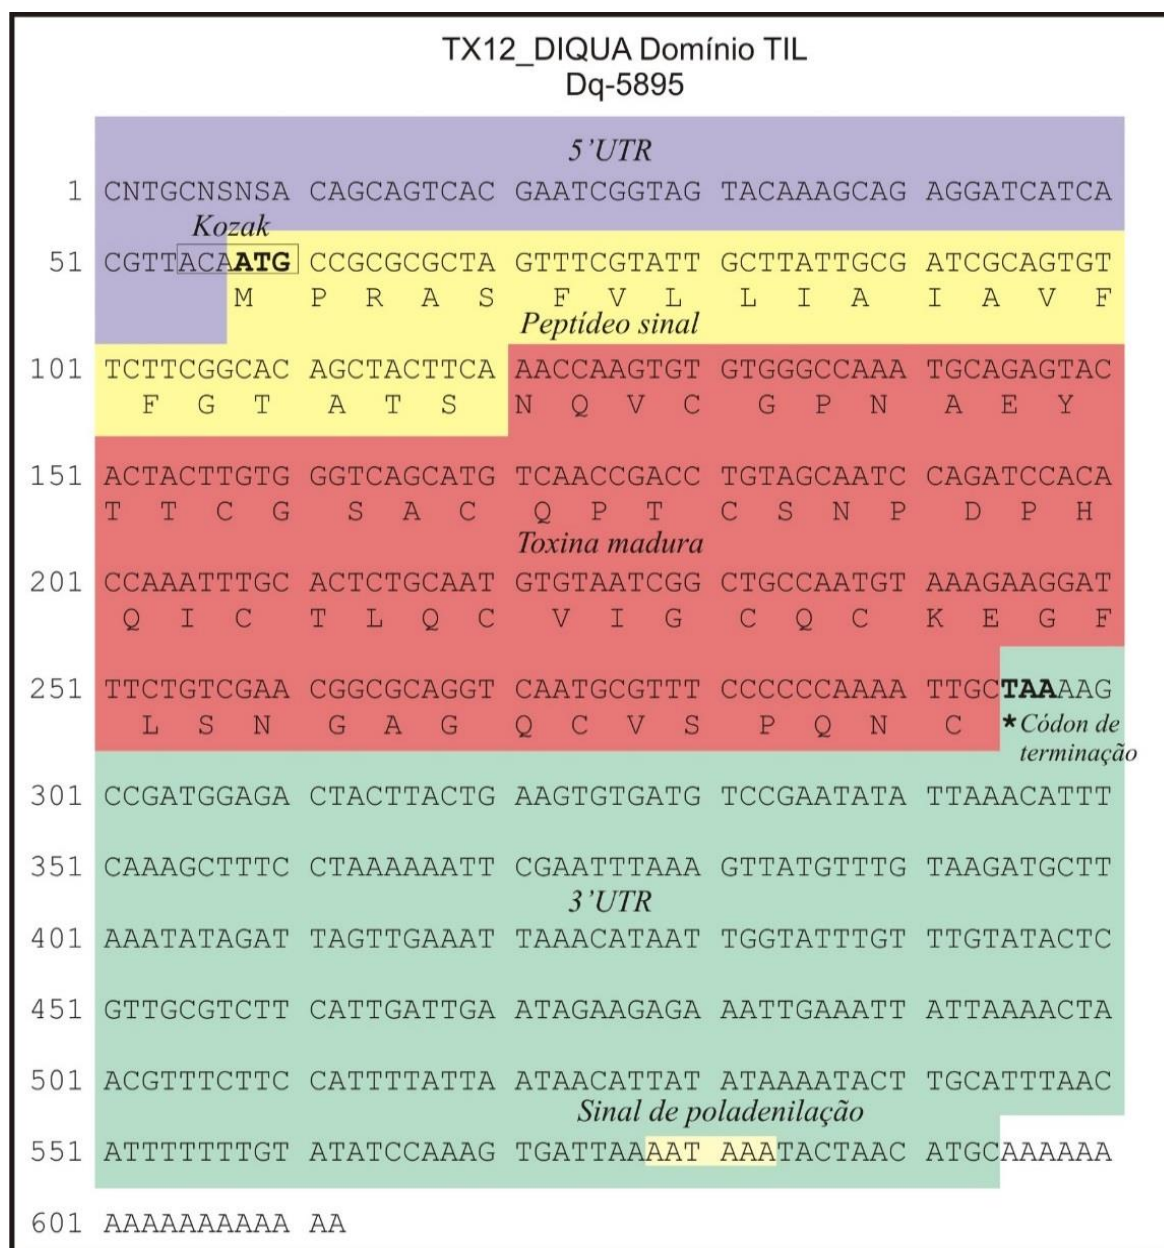 TX12_DIQUA Domínio TIL
Dq-5895
5’UTR
1 CNTGCNSNSA CAGCAGTCAC GAATCGGTAG TACAAAGCAG AGGATCATCA
Kozak
51 CGTTACAATG CCGCGCGCTA GTTTCGTATT GCTTATTGCG ATCGCAGTGT
M P R A S F V L L I A I A V F
Peptídeo sinal
101 TCTTCGGCAC AGCTACTTCA AACCAAGTGT GTGGGCCAAA TGCAGAGTAC
F G T A T S N Q V C G P N A E Y
151 ACTACTTGTG GGTCAGCATG TCAACCGACC TGTAGCAATC CAGATCCACA
T T C G S A C Q P T C S N P D P H
Toxina madura
201 CCAAATTTGC ACTCTGCAAT GTGTAATCGG CTGCCAATGT AAAGAAGGAT
Q I C T L Q C V I G C Q C K E G F
251 TTCTGTCGAA CGGCGCAGGT CAATGCGTTT CCCCCCAAAA TTGCTAAAAG
L S N G A G Q C V S P Q N C *Códon de
terminação
301 CCGATGGAGA CTACTTACTG AAGTGTGATG TCCGAATATA TTAAACATTT
351 CAAAGCTTTC CTAAAAAATT CGAATTTAAA GTTATGTTTG TAAGATGCTT
3’UTR
401 AAATATAGAT TAGTTGAAAT TAAACATAAT TGGTATTTGT TTGTATACTC
451 GTTGCGTCTT CATTGATTGA ATAGAAGAGA AATTGAAATT ATTAAAACTA
501 ACGTTTCTTC CATTTTATTA ATAACATTAT ATAAAATACT TGCATTTAAC
Sinal de poladenilação
551 ATTTTTTTGT ATATCCAAAG TGATTAAAAT AAATACTAAC ATGCAAAAAA
601 AAAAAAAAAA AA